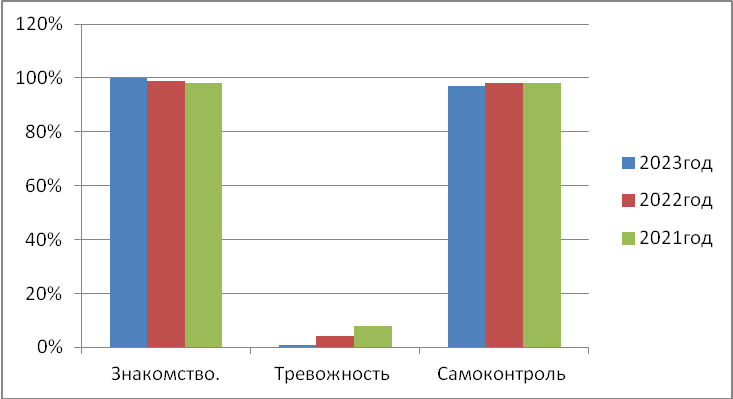 120%
100%
80%
60%
40%
20%
0%
Знакомство.
Тревожность
Самоконтроль
2023год
2022год
2021год